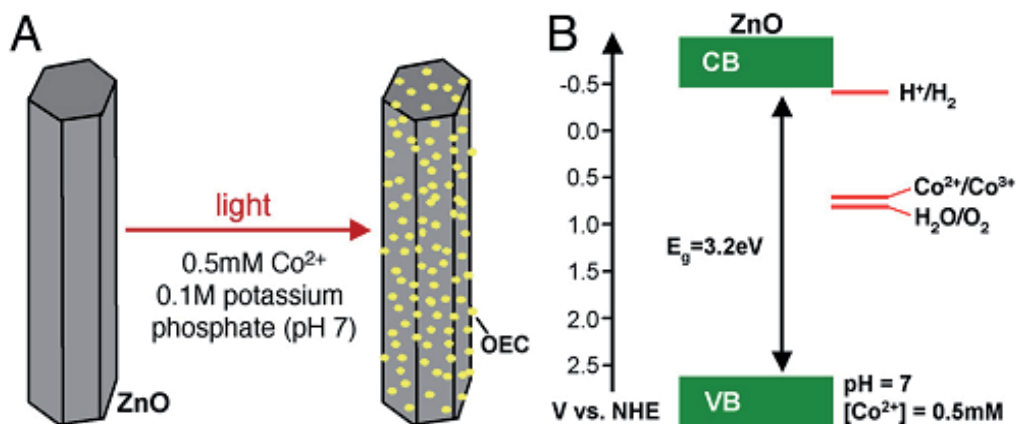 A
light
0.5mM Co²⁺
0.1M potassium
phosphate (pH 7)
ZnO
OEC
B
ZnO
CB
-0.5
0.0
0.5
1.0
1.5
2.0
2.5
V vs. NHE
H⁺/H₂
Co²⁺/Co³⁺
H₂O/O₂
E_g=3.2eV
VB
pH = 7
[Co²⁺] = 0.5mM